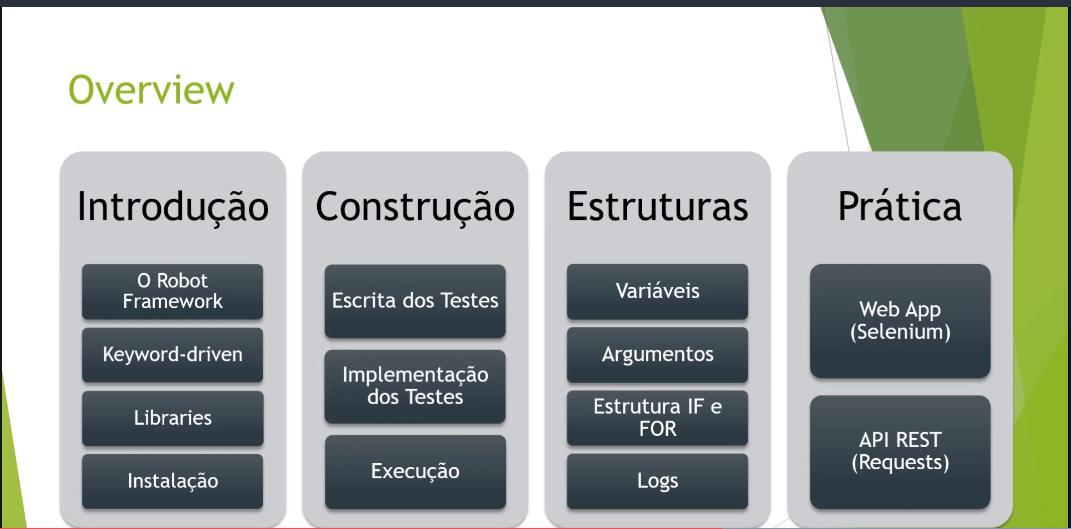 Overview
Introdução
O Robot
Framework
Keyword-driven
Libraries
Instalação
Construção
Escrita dos Testes
Implementação
dos Testes
Execução
Estruturas
Variáveis
Argumentos
Estrutura IF e
FOR
Logs
Prática
Web App
(Selenium)
API REST
(Requests)